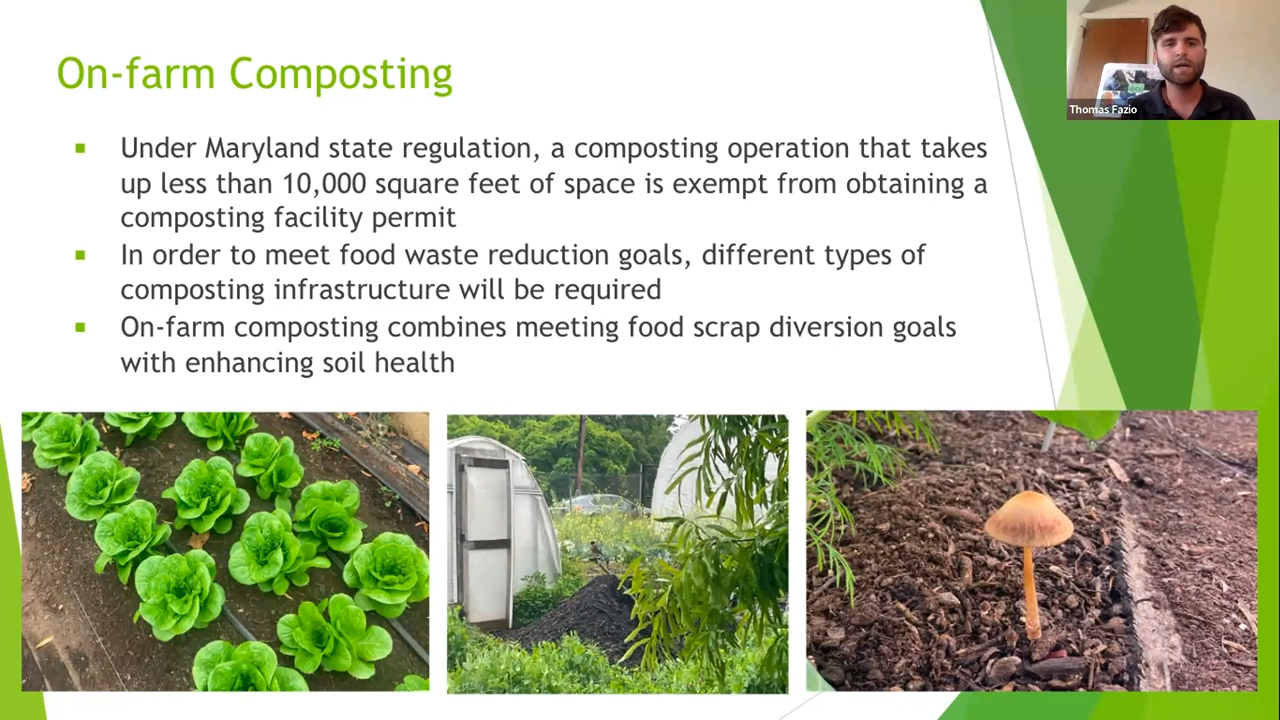 On-farm Composting
Under Maryland state regulation, a composting operation that takes
up less than 10,000 square feet of space is exempt from obtaining a
composting facility permit
In order to meet food waste reduction goals, different types of
composting infrastructure will be required
On-farm composting combines meeting food scrap diversion goals
with enhancing soil health
Thomas Fazio